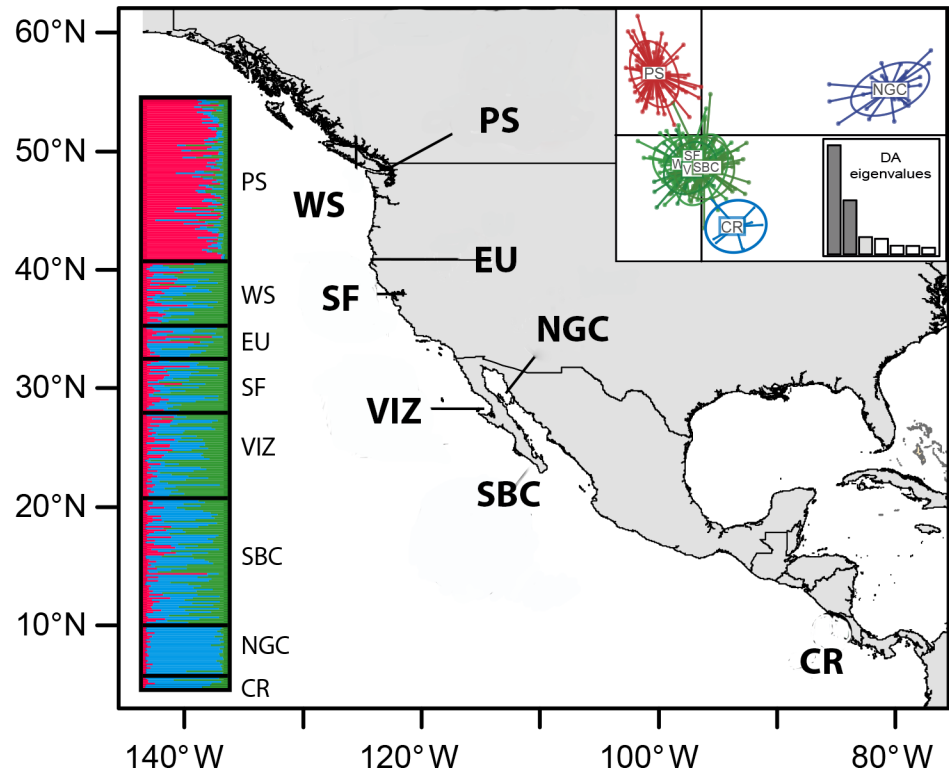 60°N
50°N
40°N
30°N
20°N
10°N
140°W
120°W
100°W
80°W
PS
WS
EU
SF
VIZ
SBC
NGC
CR
PS
WS
EU
SF
NGC
VIZ
SBC
CR
PS
NGC
SF
W
V
SBC
CR
DA
eigenvalues